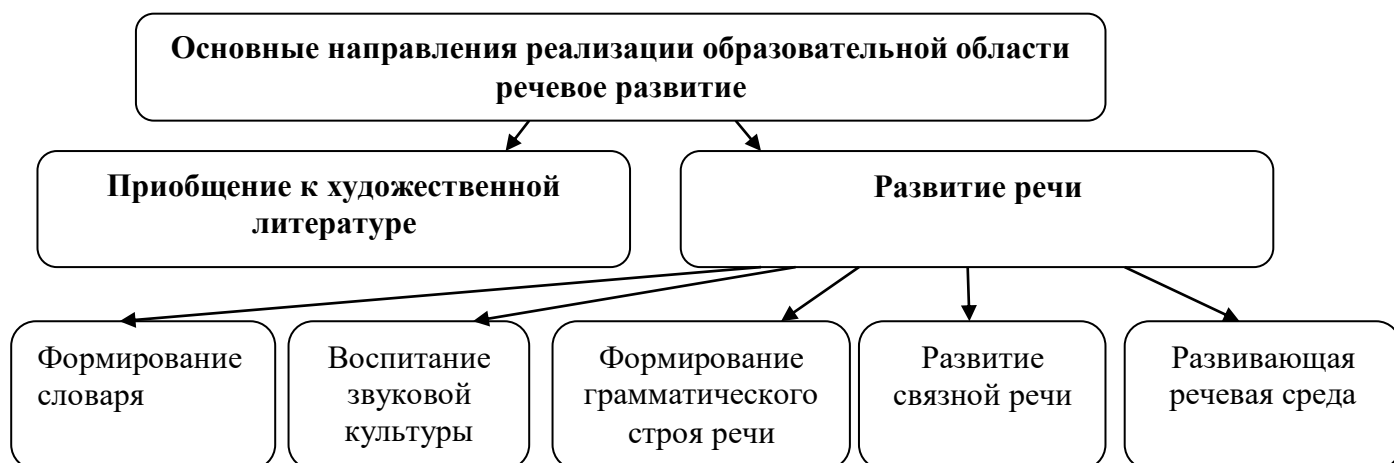 Основные направления реализации образовательной области
речевое развитие
Приобщение к художественной
литературе
Развитие речи
Формирование
словаря
Воспитание
звуковой
культуры
Формирование
грамматического
строя речи
Развитие
связной речи
Развивающая
речевая среда